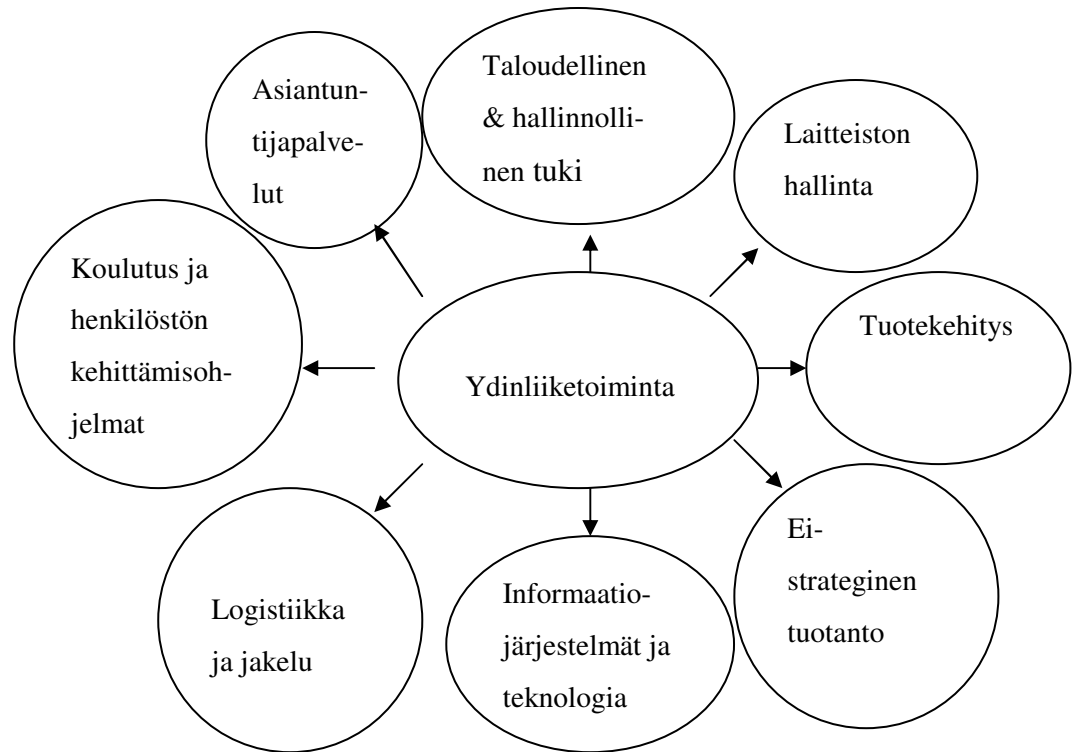 Asiantun-
tijapalve-
lut
Taloudellinen
& hallinnolli-
nen tuki
Laitteiston
hallinta
Koulutus ja
henkilöstön
kehittämisoh-
jelmat
Ydinliiketoiminta
Tuotekehitys
Logistiikka
ja jakelu
Informaatio-
järjestelmät ja
teknologia
Ei-
strateginen
tuotanto